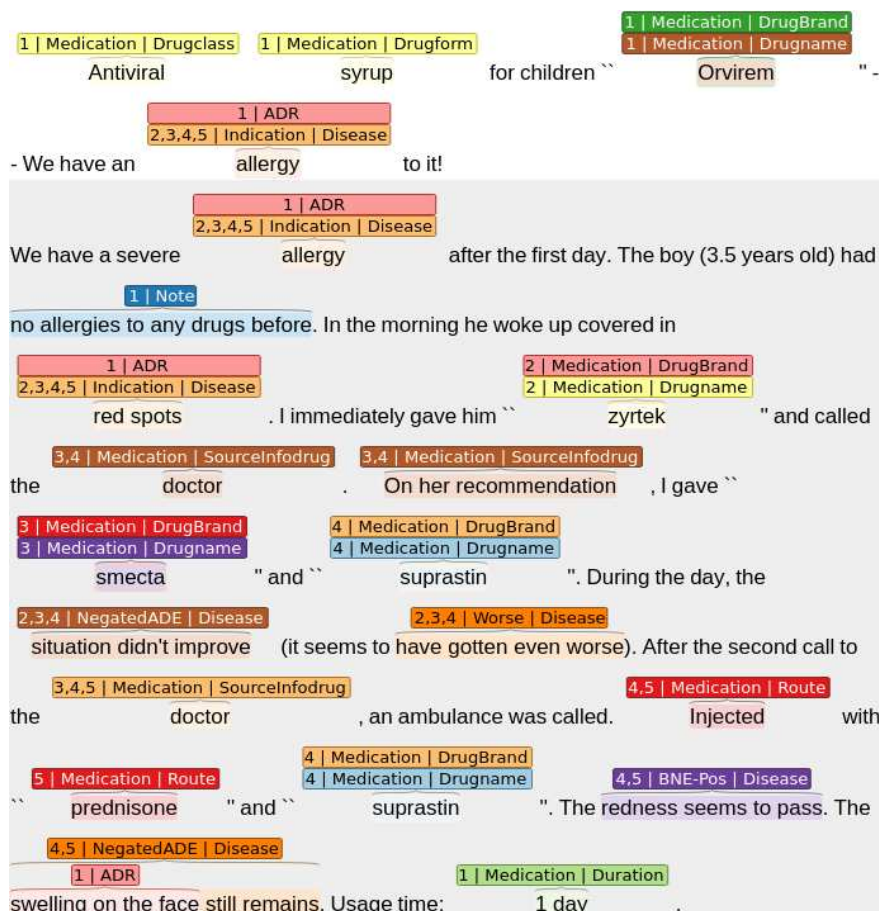 1 | Medication | DrugBrand
1 | Medication | Drugclass 1 | Medication | Drugform 1 | Medication | Drugname
Antiviral syrup for children `` Orvirem " -
1 | ADR
2,3,4,5 | Indication | Disease
- We have an allergy to it!
1 | ADR
2,3,4,5 | Indication | Disease
We have a severe allergy after the first day. The boy (3.5 years old) had
1 | Note
no allergies to any drugs before. In the morning he woke up covered in
1 | ADR 2 | Medication | DrugBrand
2,3,4,5 | Indication | Disease 2 | Medication | Drugname
red spots . I immediately gave him `` zyrtek " and called
3,4 | Medication | SourceInfodrug 3,4 | Medication | SourceInfodrug
the doctor . On her recommendation , I gave ``
3 | Medication | DrugBrand 4 | Medication | DrugBrand
3 | Medication | Drugname 4 | Medication | Drugname
smecta " and `` suprastin ". During the day, the
2,3,4 | NegatedADE | Disease 2,3,4 | Worse | Disease
situation didn't improve (it seems to have gotten even worse). After the second call to
3,4,5 | Medication | SourceInfodrug 4,5 | Medication | Route
the doctor , an ambulance was called. Injected with
4 | Medication | DrugBrand
5 | Medication | Route 4 | Medication | Drugname 4,5 | BNE-Pos | Disease
`` prednisone " and `` suprastin ". The redness seems to pass. The
4,5 | NegatedADE | Disease
1 | ADR 1 | Medication | Duration
swelling on the face still remains. Usage time: 1 day .